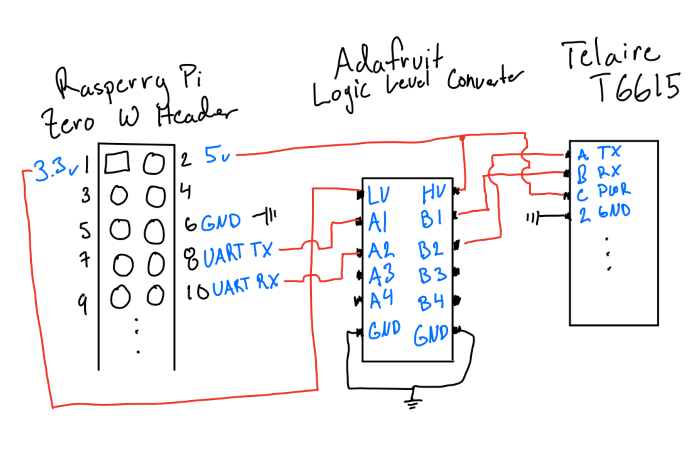 Rasperry Pi
Zero W Header
Adafruit
Logic Level Converter
Telaire
T6615
3.3v 1 2 5v
3 4
5 6 GND
7 8 UART TX
9 10 UART RX
LV HV
A1 B1
A2 B2
A3 B3
A4 B4
GND GND
A TX
B RX
C PWR
2 GND